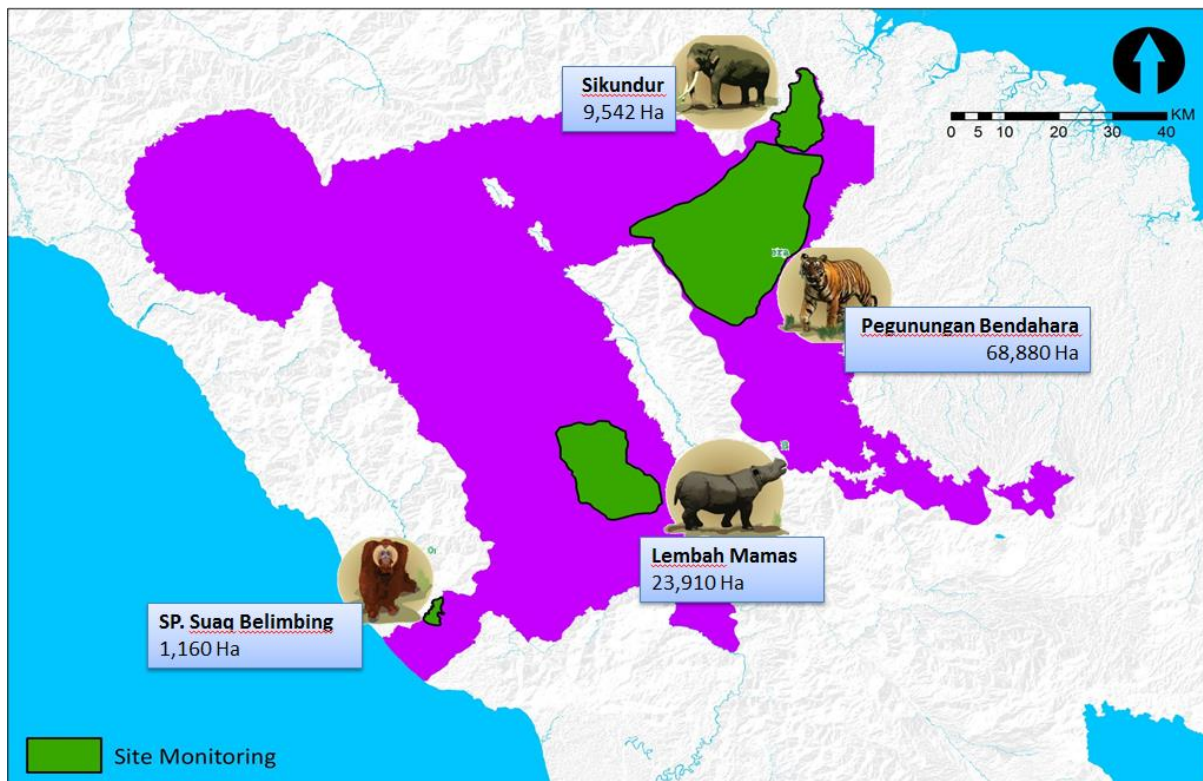 Sikundur
9,542 Ha
KM
0 5 10 20 30 40
Pegunungan Bendahara
68,880 Ha
Lembah Mamas
23,910 Ha
SP. Suaq Belimbing
1,160 Ha
Site Monitoring